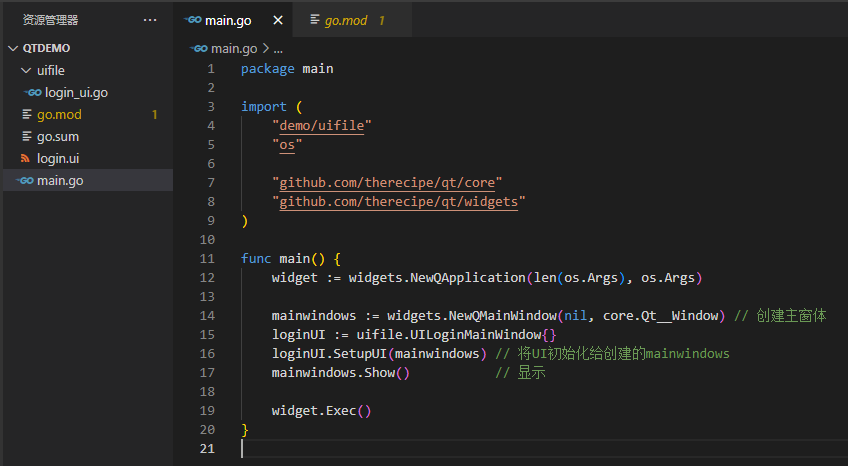 资源管理器 ...
QTDEMO
uifile
GO login_ui.go
go.mod 1
go.sum
login.ui
GO main.go
GO main.go × go.mod 1
GO main.go > ...
1 package main
2
3 import (
4 "demo/uifile"
5 "os"
6
7 "github.com/therecipe/qt/core"
8 "github.com/therecipe/qt/widgets"
9 )
10
11 func main() {
12 widget := widgets.NewQApplication(len(os.Args), os.Args)
13
14 mainwindows := widgets.NewQMainWindow(nil, core.Qt__Window) // 创建主窗体
15 loginUI := uifile.UILoginMainWindow{}
16 loginUI.SetupUI(mainwindows) // 将UI初始化给创建的mainwindows
17 mainwindows.Show() // 显示
18
19 widget.Exec()
20 }
21